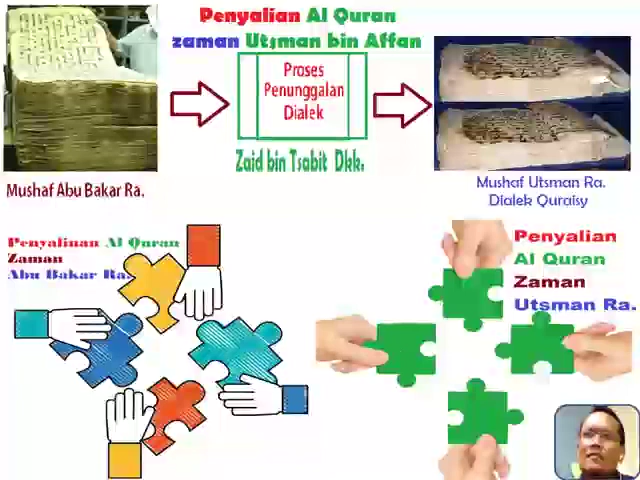 Penyalian Al Quran
zaman Utsman bin Affan
Proses
Penunggalan
Dialek
Zaid bin Tsabit Dkk.
Mushaf Abu Bakar Ra.
Mushaf Utsman Ra.
Dialek Quraisy
Penyalinan Al Quran
Zaman
Abu Bakar Ra.
Penyalian
Al Quran
Zaman
Utsman Ra.